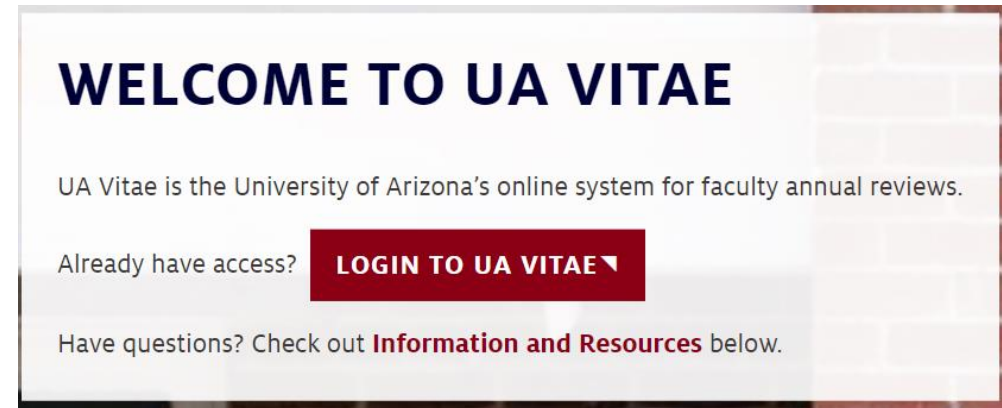 WELCOME TO UA VITAE
UA Vitae is the University of Arizona's online system for faculty annual reviews.
Already have access? LOGIN TO UA VITAE
Have questions? Check out Information and Resources below.